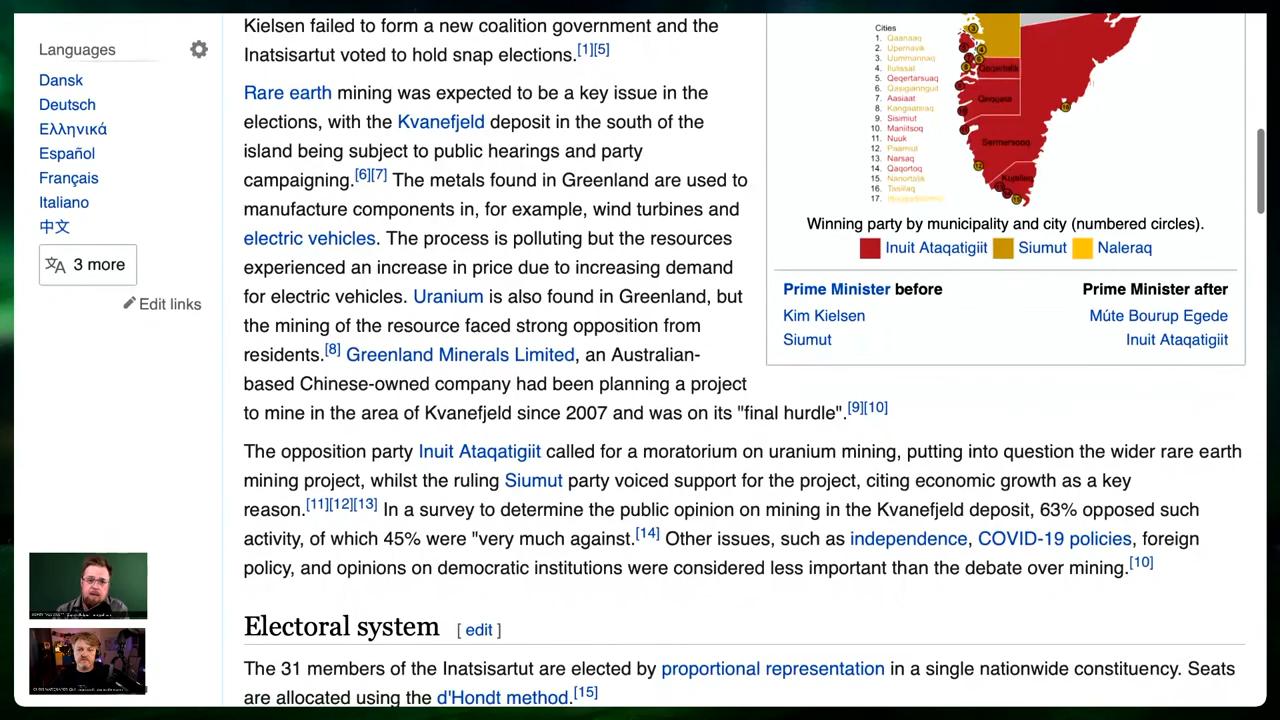 Languages
Dansk
Deutsch
Ελληνικά
Español
Français
Italiano
中文
3 more
Edit links
Kielsen failed to form a new coalition government and the
Inatsisartut voted to hold snap elections.[1][5]
Rare earth mining was expected to be a key issue in the
elections, with the Kvanefjeld deposit in the south of the
island being subject to public hearings and party
campaigning.[6][7] The metals found in Greenland are used to
manufacture components in, for example, wind turbines and
electric vehicles. The process is polluting but the resources
experienced an increase in price due to increasing demand
for electric vehicles. Uranium is also found in Greenland, but
the mining of the resource faced strong opposition from
residents.[8] Greenland Minerals Limited, an Australian-
based Chinese-owned company had been planning a project
to mine in the area of Kvanefjeld since 2007 and was on its "final hurdle".[9][10]
The opposition party Inuit Ataqatigiit called for a moratorium on uranium mining, putting into question the wider rare earth
mining project, whilst the ruling Siumut party voiced support for the project, citing economic growth as a key
reason.[11][12][13] In a survey to determine the public opinion on mining in the Kvanefjeld deposit, 63% opposed such
activity, of which 45% were "very much against.[14] Other issues, such as independence, COVID-19 policies, foreign
policy, and opinions on democratic institutions were considered less important than the debate over mining.[10]
Electoral system [ edit ]
The 31 members of the Inatsisartut are elected by proportional representation in a single nationwide constituency. Seats
are allocated using the d'Hondt method.[15]
Cities
1. Qaanaaq
2. Upernavik
3. Uummannaq
4. Ilulissat
5. Qeqertarsuaq
6. Qasigiannguit
7. Aasiaat
8. Kangaatsiaq
9. Sisimiut
10. Maniitsoq
11. Nuuk
12. Paamiut
13. Narsaq
14. Qaqortoq
15. Nanortalik
16. Tasiilaq
17.
Qeqertalik
Qeqqata
Sermersooq
Kujalleq
Winning party by municipality and city (numbered circles).
Inuit Ataqatigiit Siumut Naleraq
Prime Minister before Prime Minister after
Kim Kielsen Múte Bourup Egede
Siumut Inuit Ataqatigiit